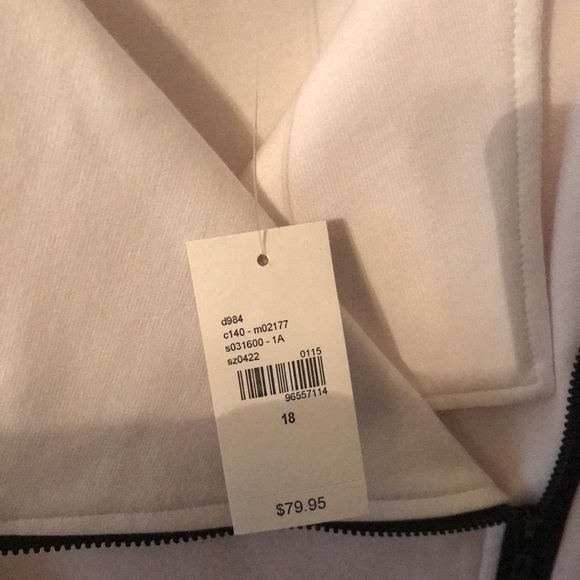 d984
c140 - m02177
s031600 - 1A
sz0422
0115
96557114
18
$79.95